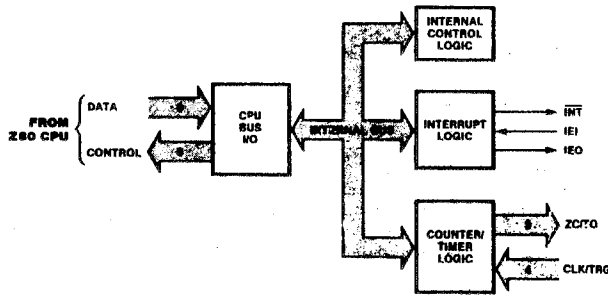 INTERNAL
CONTROL
LOGIC
FROM
Z80 CPU
DATA
CONTROL
CPU
BUS
I/O
INTERNAL BUS
INTERRUPT
LOGIC
INT
IEI
IEO
COUNTER/
TIMER
LOGIC
3
ZC/TO
4
CLK/TRG